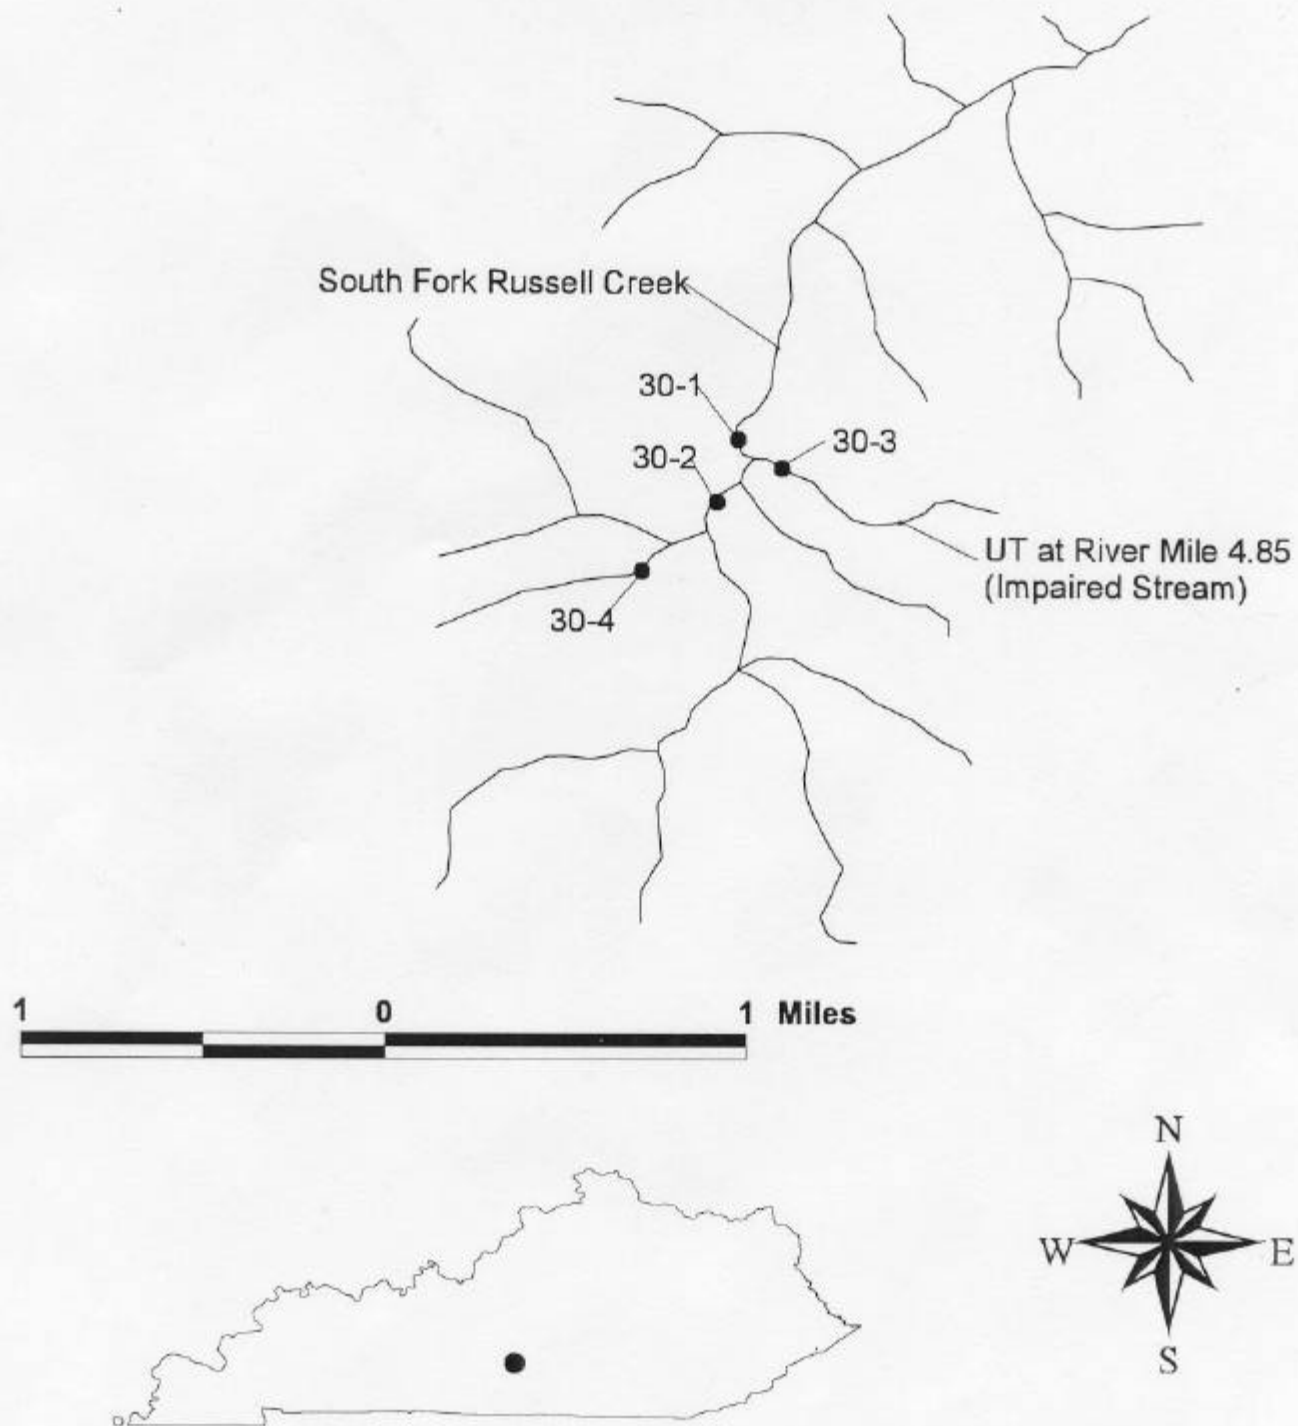 South Fork Russell Creek
30-1
30-3
30-2
UT at River Mile 4.85
(Impaired Stream)
30-4
1 0 1 Miles
N
W E
S